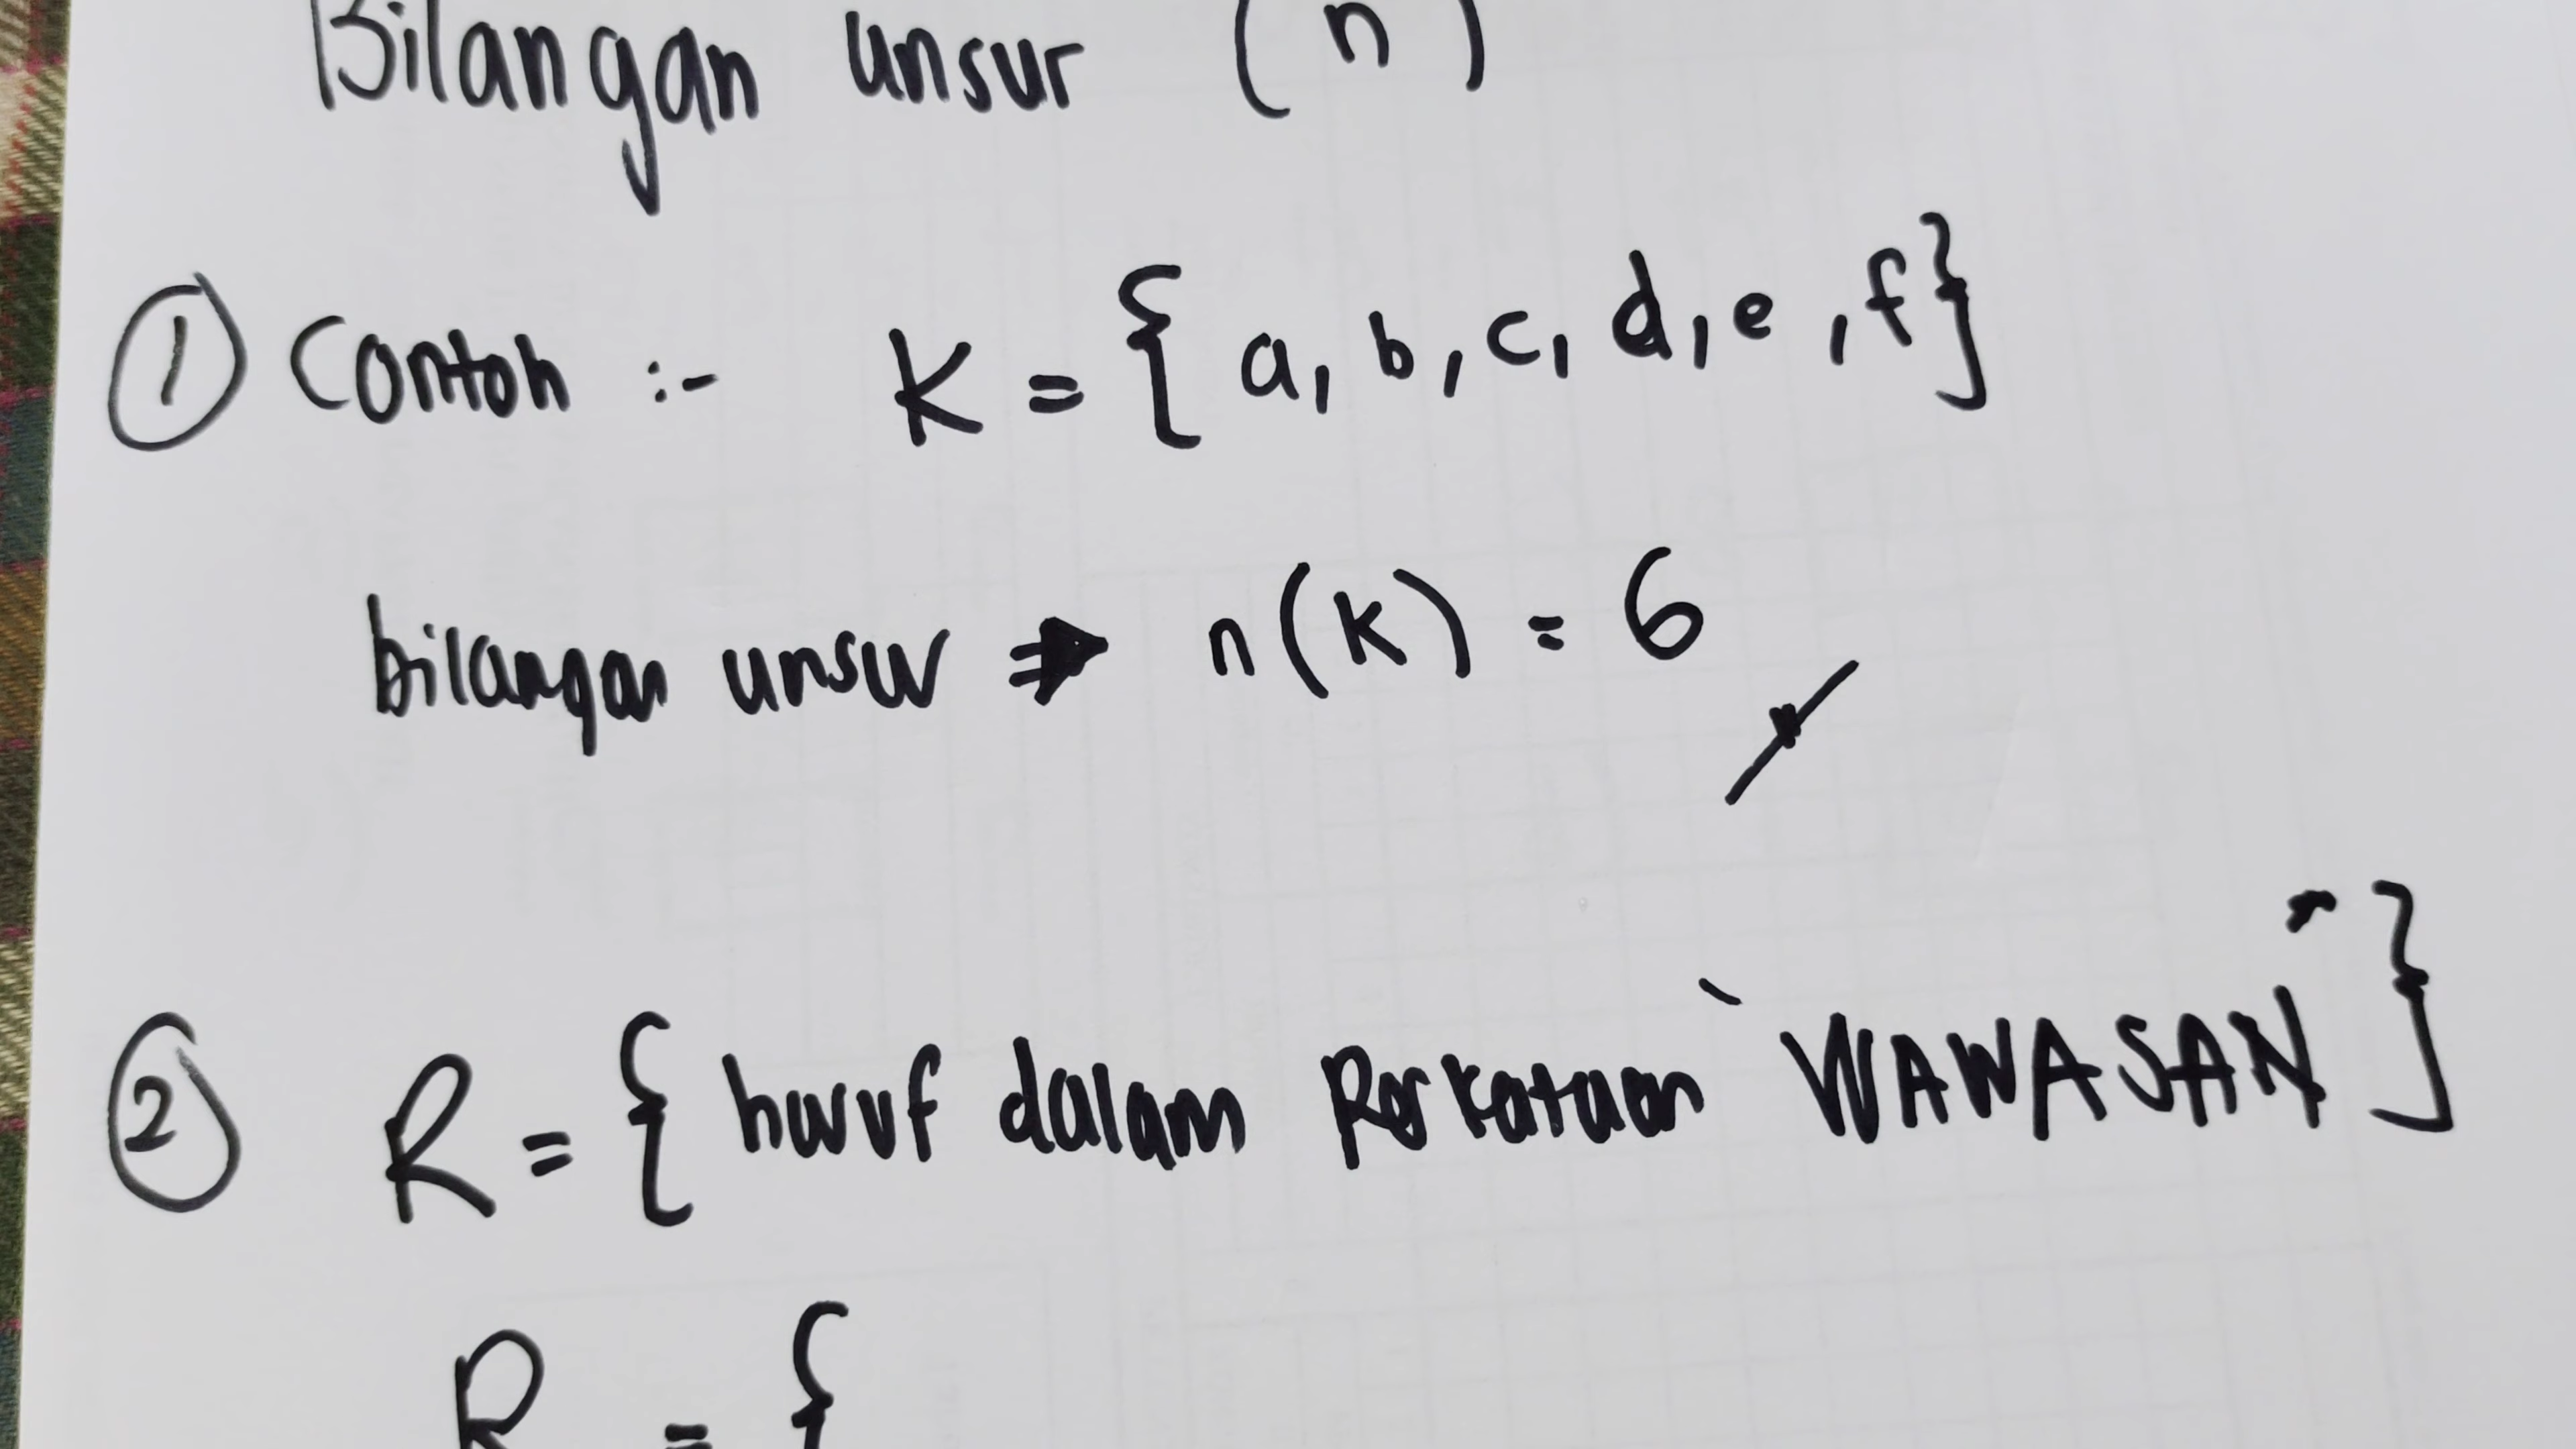 Bilangan unsur (n)
① Contoh :- K = { a, b, c, d, e, f }
bilangan unsur ⇒ n(K) = 6
② R = { huruf dalam Perkataan `WAWASAN" }
R = {